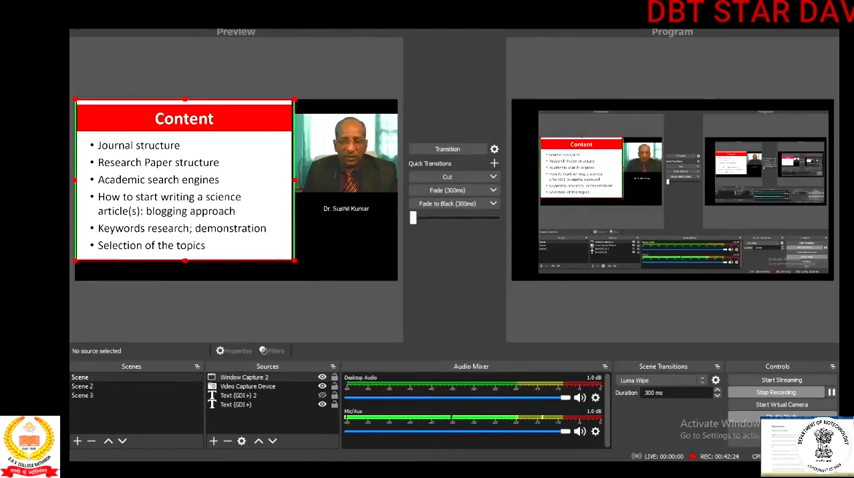 DBT STAR DAV
Preview
Program
Content
• Journal structure
• Research Paper structure
• Academic search engines
• How to start writing a science
article(s): blogging approach
• Keywords research; demonstration
• Selection of the topics
Dr. Sushil Kumar
Transition
Quick Transitions
Cut
Fade (300ms)
Fade to Black (300ms)
Content
No source selected
Properties
Filters
Scenes
Scene
Scene 2
Scene 3
Sources
Window Capture 2
Video Capture Device
Text (GDI+) 2
Text (GDI+)
Audio Mixer
Desktop Audio
1.0 dB
Mic/Aux
1.0 dB
Scene Transitions
Luma Wipe
Duration
300 ms
Controls
Start Streaming
Stop Recording
Start Virtual Camera
Activate Window
Go to Settings to activ
LIVE: 00:00:00
REC: 00:42:24
DEPARTMENT OF BIOTECHNOLOGY